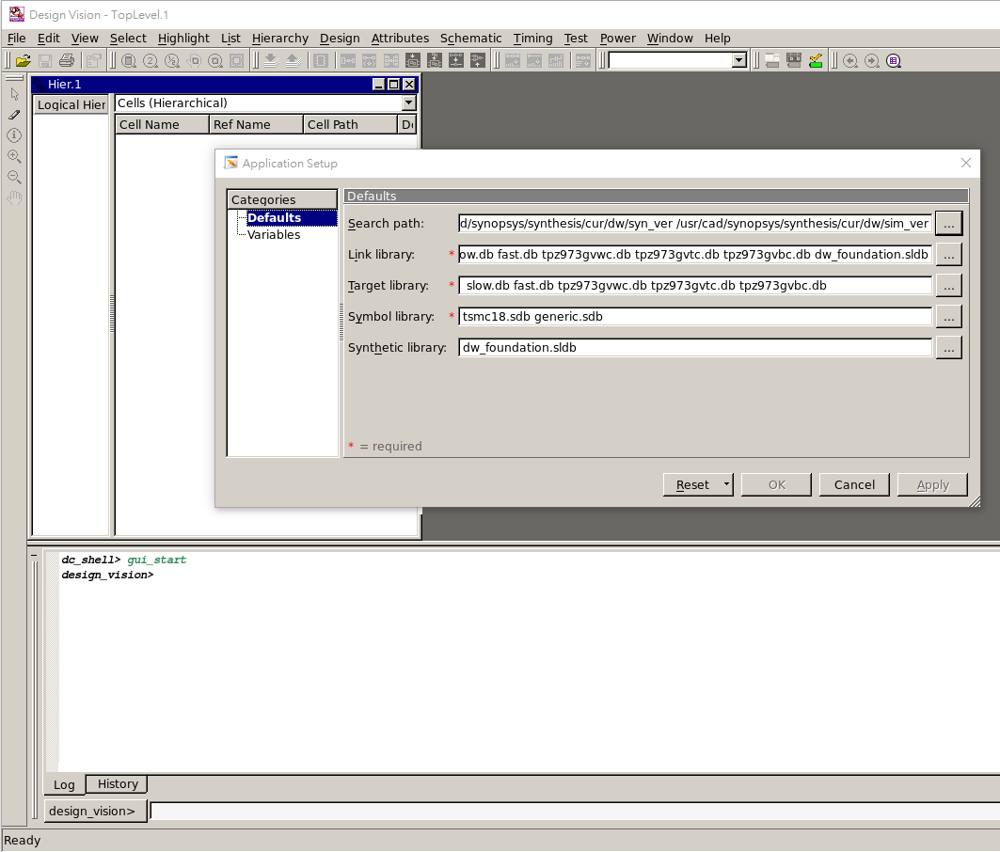 Design Vision - TopLevel.1
File Edit View Select Highlight List Hierarchy Design Attributes Schematic Timing Test Power Window Help
Hier.1
Logical Hier
Cells (Hierarchical)
Cell Name Ref Name Cell Path
Application Setup
Categories
Defaults
Variables
Defaults
Search path: d/synopsys/synthesis/cur/dw/syn_ver /usr/cad/synopsys/synthesis/cur/dw/sim_ver ...
Link library: * ow.db fast.db tpz973gvwc.db tpz973gvtc.db tpz973gvbc.db dw_foundation.sldb ...
Target library: * slow.db fast.db tpz973gvwc.db tpz973gvtc.db tpz973gvbc.db ...
Symbol library: * tsmc18.sdb generic.sdb ...
Synthetic library: dw_foundation.sldb ...
* = required
Reset OK Cancel Apply
dc_shell> gui_start
design_vision>
Log History
design_vision>
Ready